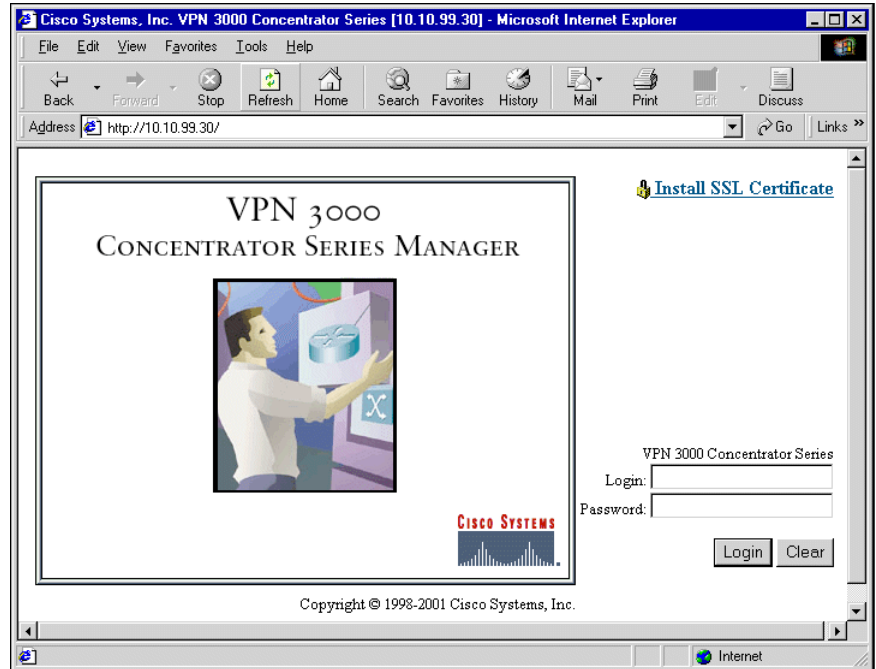 Cisco Systems, Inc. VPN 3000 Concentrator Series [10.10.99.30] - Microsoft Internet Explorer
File Edit View Favorites Tools Help
Back Forward Stop Refresh Home Search Favorites History Mail Print Edit Discuss
Address http://10.10.99.30/ Go Links »
Install SSL Certificate
VPN 3000
CONCENTRATOR SERIES MANAGER
VPN 3000 Concentrator Series
Login:
Password:
CISCO SYSTEMS
Login Clear
Copyright © 1998-2001 Cisco Systems, Inc.
Internet